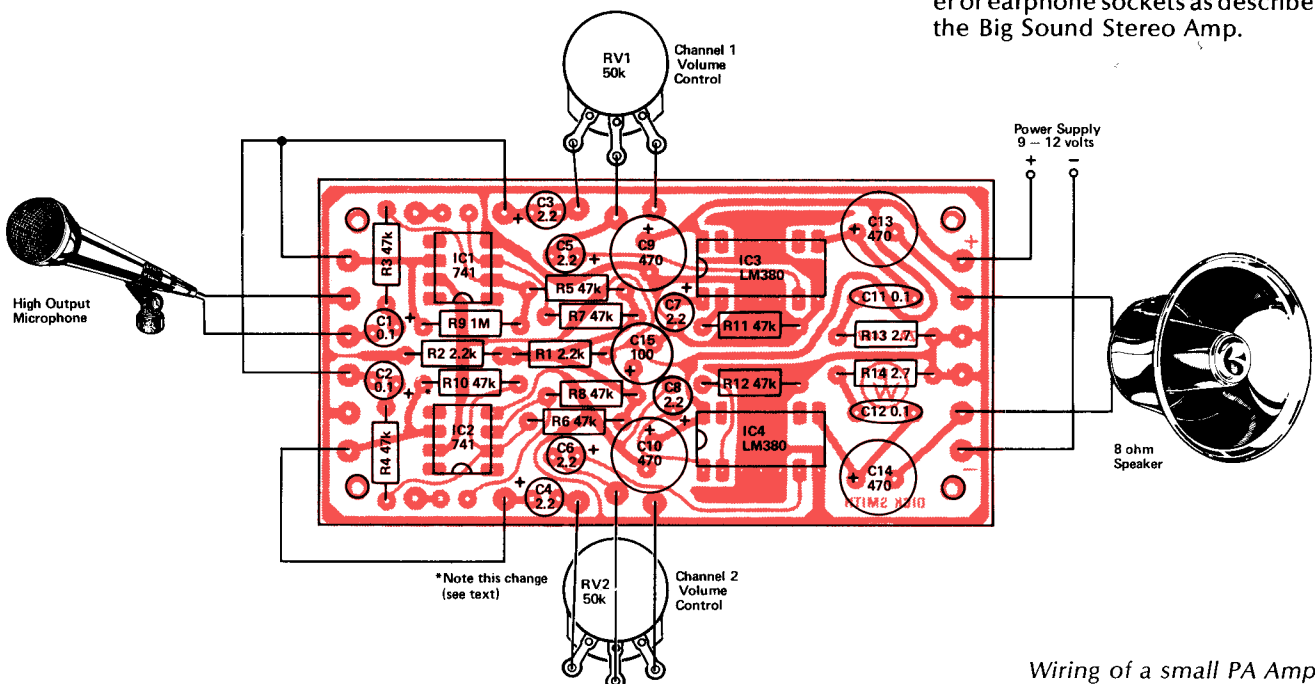 er or earphone sockets as describe
the Big Sound Stereo Amp.
RV1
50k
Channel 1
Volume
Control
Power Supply
9 – 12 volts
+ −
High Output
Microphone
R3 47k
C1
0.1
+
C2
0.1
+
R4 47k
IC1
741
R9 1M
R2 2.2k
R1 2.2k
R10 47k
*
IC2
741
+
C3
2.2
C5
2.2
+
R5 47k
R7 47k
R8 47k
R6 47k
C6
2.2
+
+
C4
2.2
+
C9
470
+
C7
2.2
C15
100
+
C8
2.2
+
+
C10
470
IC3
LM380
R11 47k
R12 47k
IC4
LM380
C13
+
470
C11 0.1
R13 2.7
R14 2.7
W
C12 0.1
C14
+
470
DICK SMITH
+
−
8 ohm
Speaker
*Note this change
(see text)
RV2
50k
Channel 2
Volume
Control
Wiring of a small PA Amp